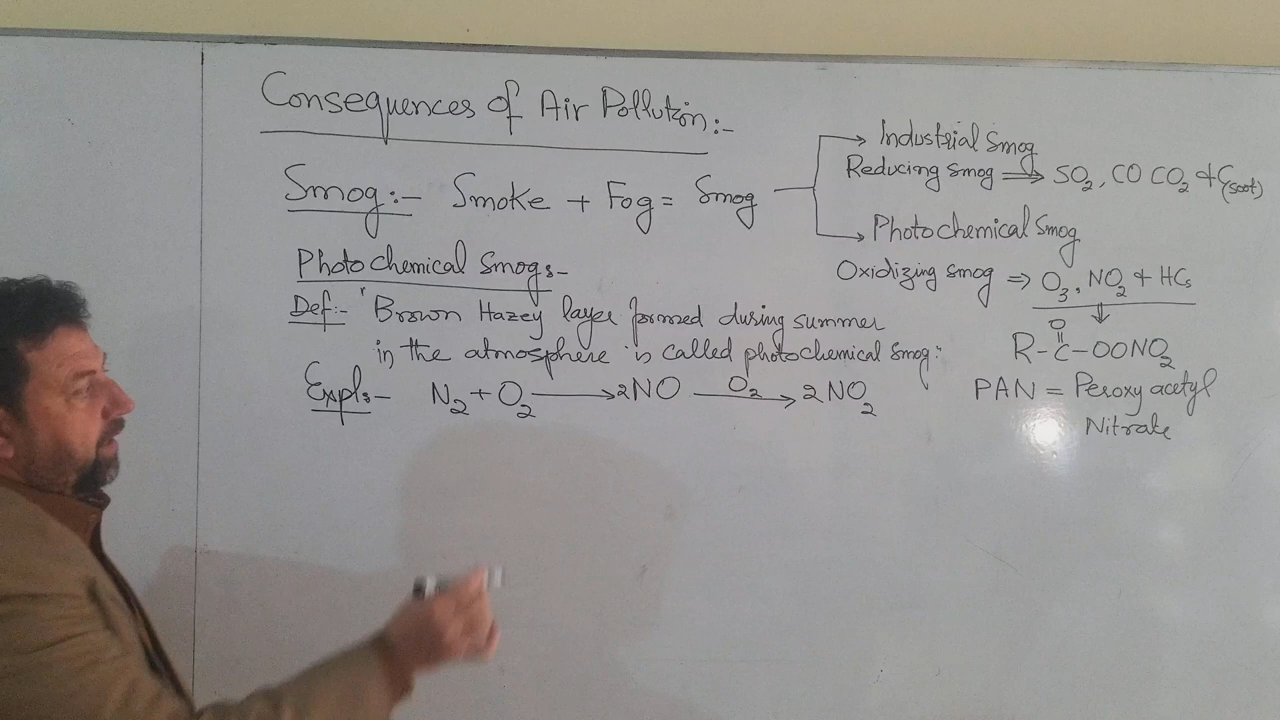 Consequences of Air Pollution:-
Smog:- Smoke + Fog = Smog
Industrial Smog
Reducing Smog ⇒ SO₂, CO CO₂ + C(soot)
Photochemical Smog
Oxidizing smog ⇒ O₃, NO₂ + HCs
O
R-C-OONO₂
PAN = Peroxy acetyl
Nitrate
Photochemical Smog:-
Def:- "Brown Hazey layer formed during summer
in the atmosphere is called photochemical Smog."
Expl:- N₂ + O₂ → 2NO O₂→ 2NO₂